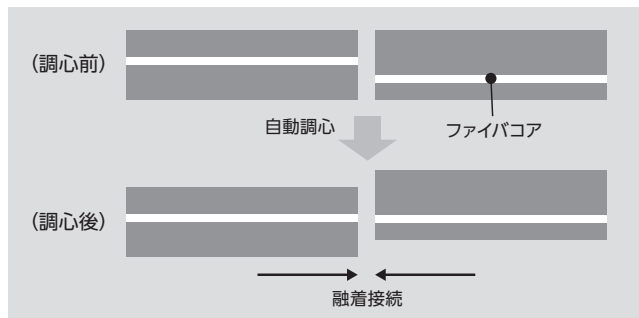 （調心前）
自動調心
ファイバコア
（調心後）
融着接続